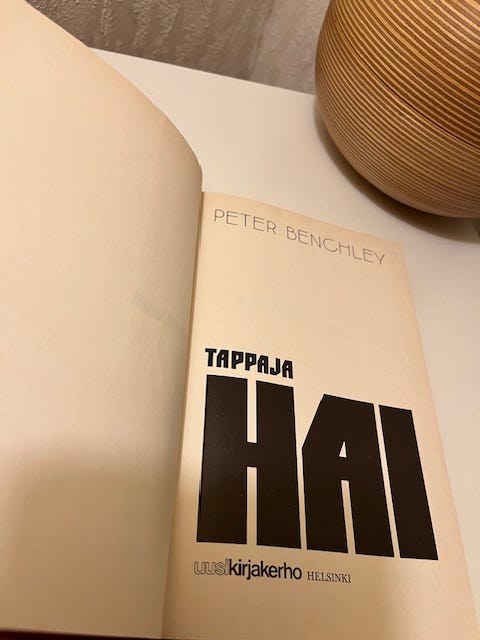 PETER BENCHLEY
TAPPAJA
HAI
uusikirjakerho HELSINKI